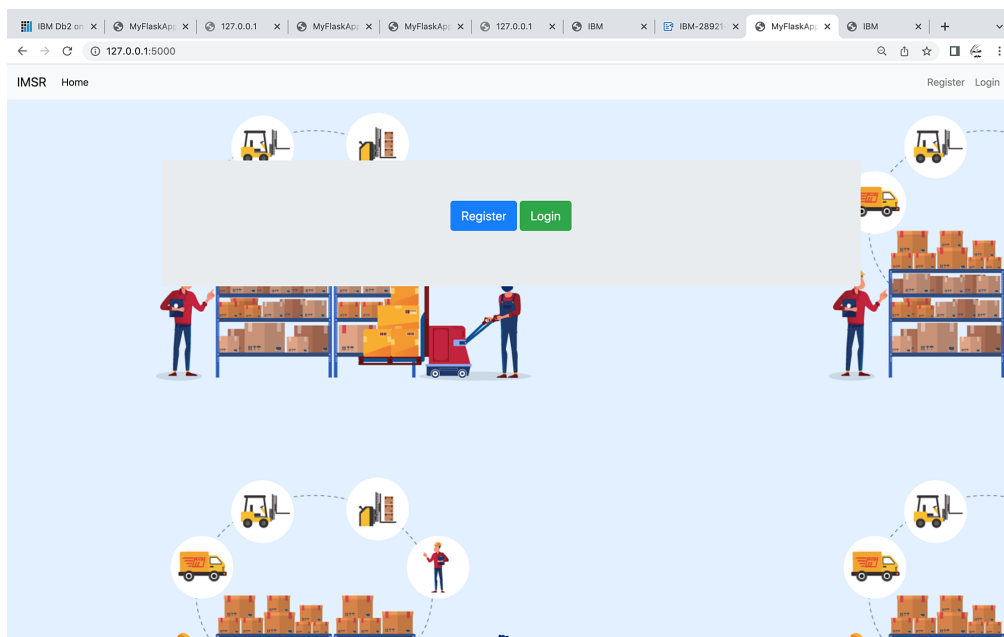 IBM Db2 on
MyFlaskApp
127.0.0.1
MyFlaskApp
MyFlaskApp
127.0.0.1
IBM
IBM-28921-
MyFlaskApp
IBM
127.0.0.1:5000
IMSR Home Register Login
Register Login